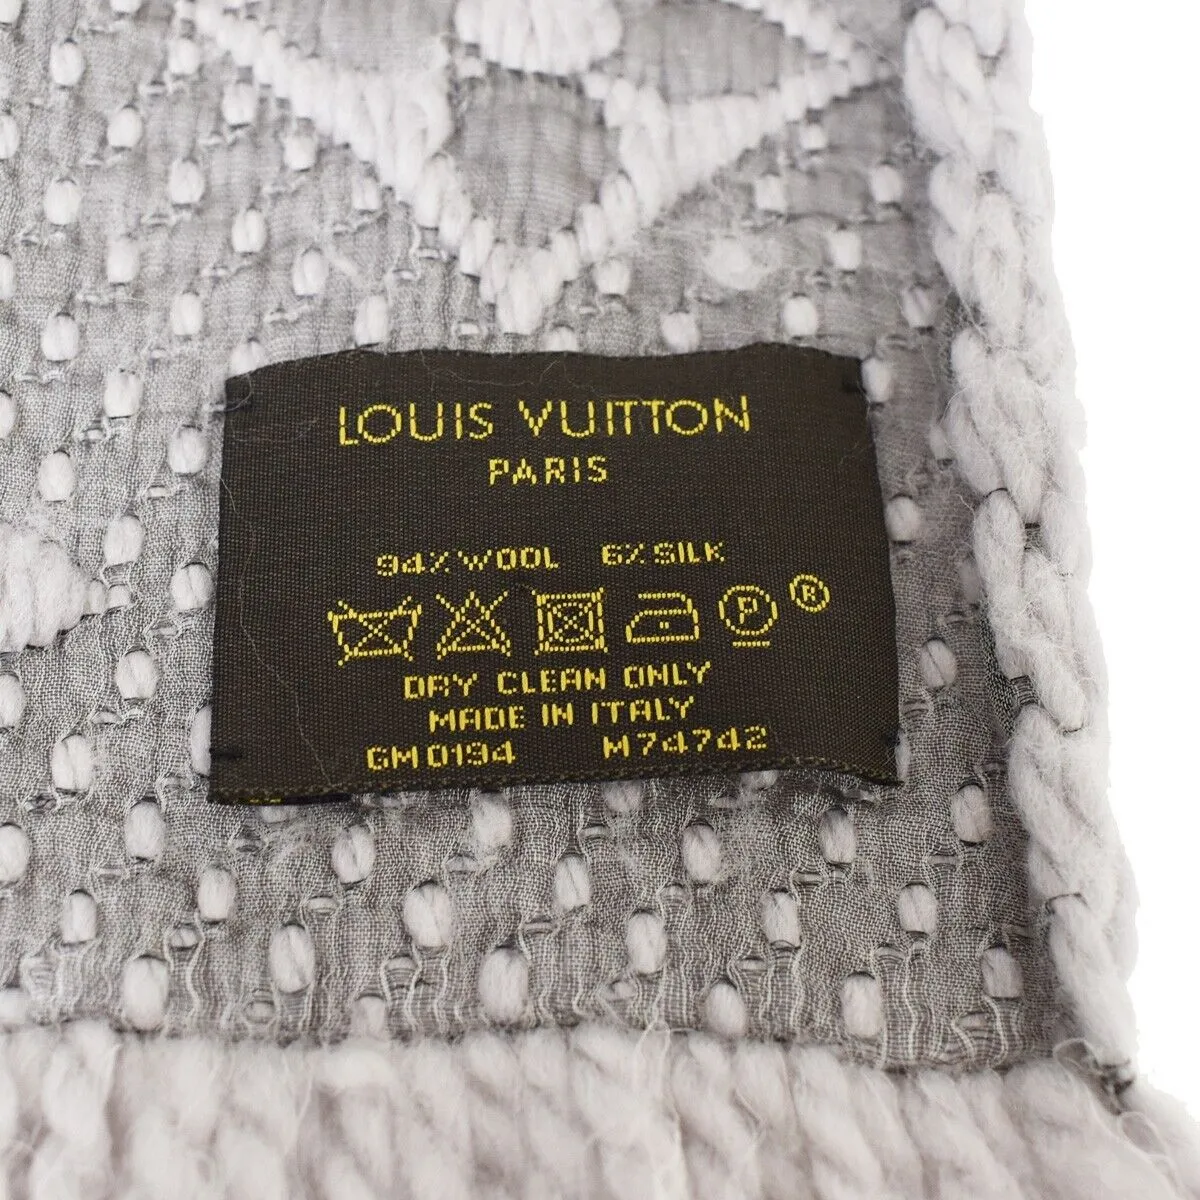 LOUIS VUITTON
PARIS
94% WOOL 6% SILK
P ®
DRY CLEAN ONLY
MADE IN ITALY
GM0194 M74742